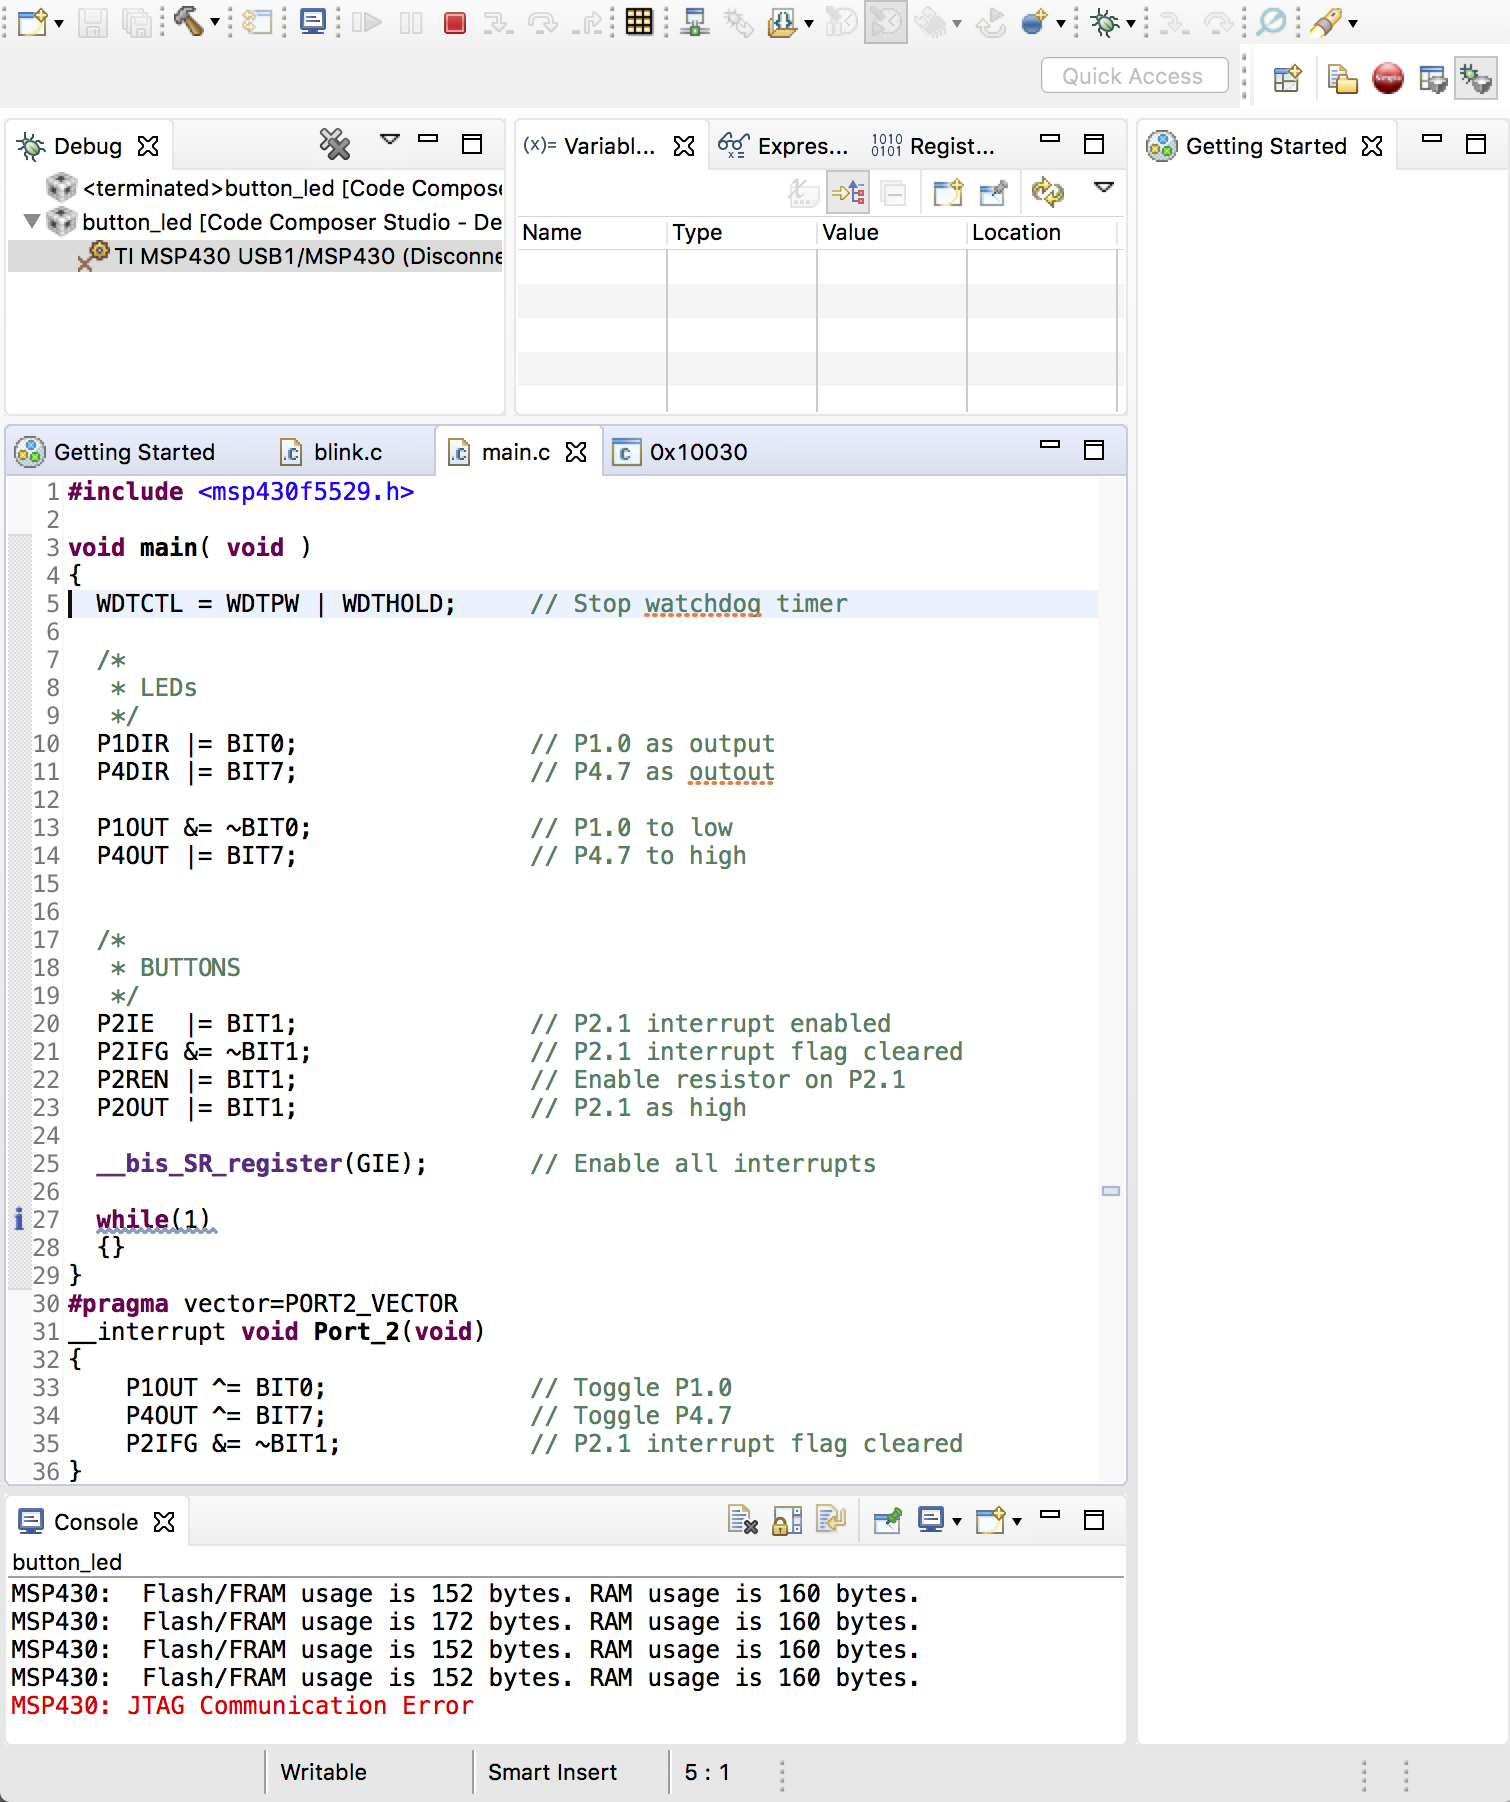 Quick Access
Debug
<terminated>button_led [Code Compose
button_led [Code Composer Studio - De
TI MSP430 USB1/MSP430 (Disconne
(x)= Variabl...
Expres...
1010
0101 Regist...
Name Type Value Location
Getting Started
Getting Started blink.c main.c 0x10030
1 #include <msp430f5529.h>
2
3 void main( void )
4 {
5 WDTCTL = WDTPW | WDTHOLD; // Stop watchdog timer
6
7 /*
8 * LEDs
9 */
10 P1DIR |= BIT0; // P1.0 as output
11 P4DIR |= BIT7; // P4.7 as outout
12
13 P1OUT &= ~BIT0; // P1.0 to low
14 P4OUT |= BIT7; // P4.7 to high
15
16
17 /*
18 * BUTTONS
19 */
20 P2IE |= BIT1; // P2.1 interrupt enabled
21 P2IFG &= ~BIT1; // P2.1 interrupt flag cleared
22 P2REN |= BIT1; // Enable resistor on P2.1
23 P2OUT |= BIT1; // P2.1 as high
24
25 __bis_SR_register(GIE); // Enable all interrupts
26
i 27 while(1)
28 {}
29 }
30 #pragma vector=PORT2_VECTOR
31 __interrupt void Port_2(void)
32 {
33 P1OUT ^= BIT0; // Toggle P1.0
34 P4OUT ^= BIT7; // Toggle P4.7
35 P2IFG &= ~BIT1; // P2.1 interrupt flag cleared
36 }
Console
button_led
MSP430: Flash/FRAM usage is 152 bytes. RAM usage is 160 bytes.
MSP430: Flash/FRAM usage is 172 bytes. RAM usage is 160 bytes.
MSP430: Flash/FRAM usage is 152 bytes. RAM usage is 160 bytes.
MSP430: Flash/FRAM usage is 152 bytes. RAM usage is 160 bytes.
MSP430: JTAG Communication Error
Writable Smart Insert 5 : 1